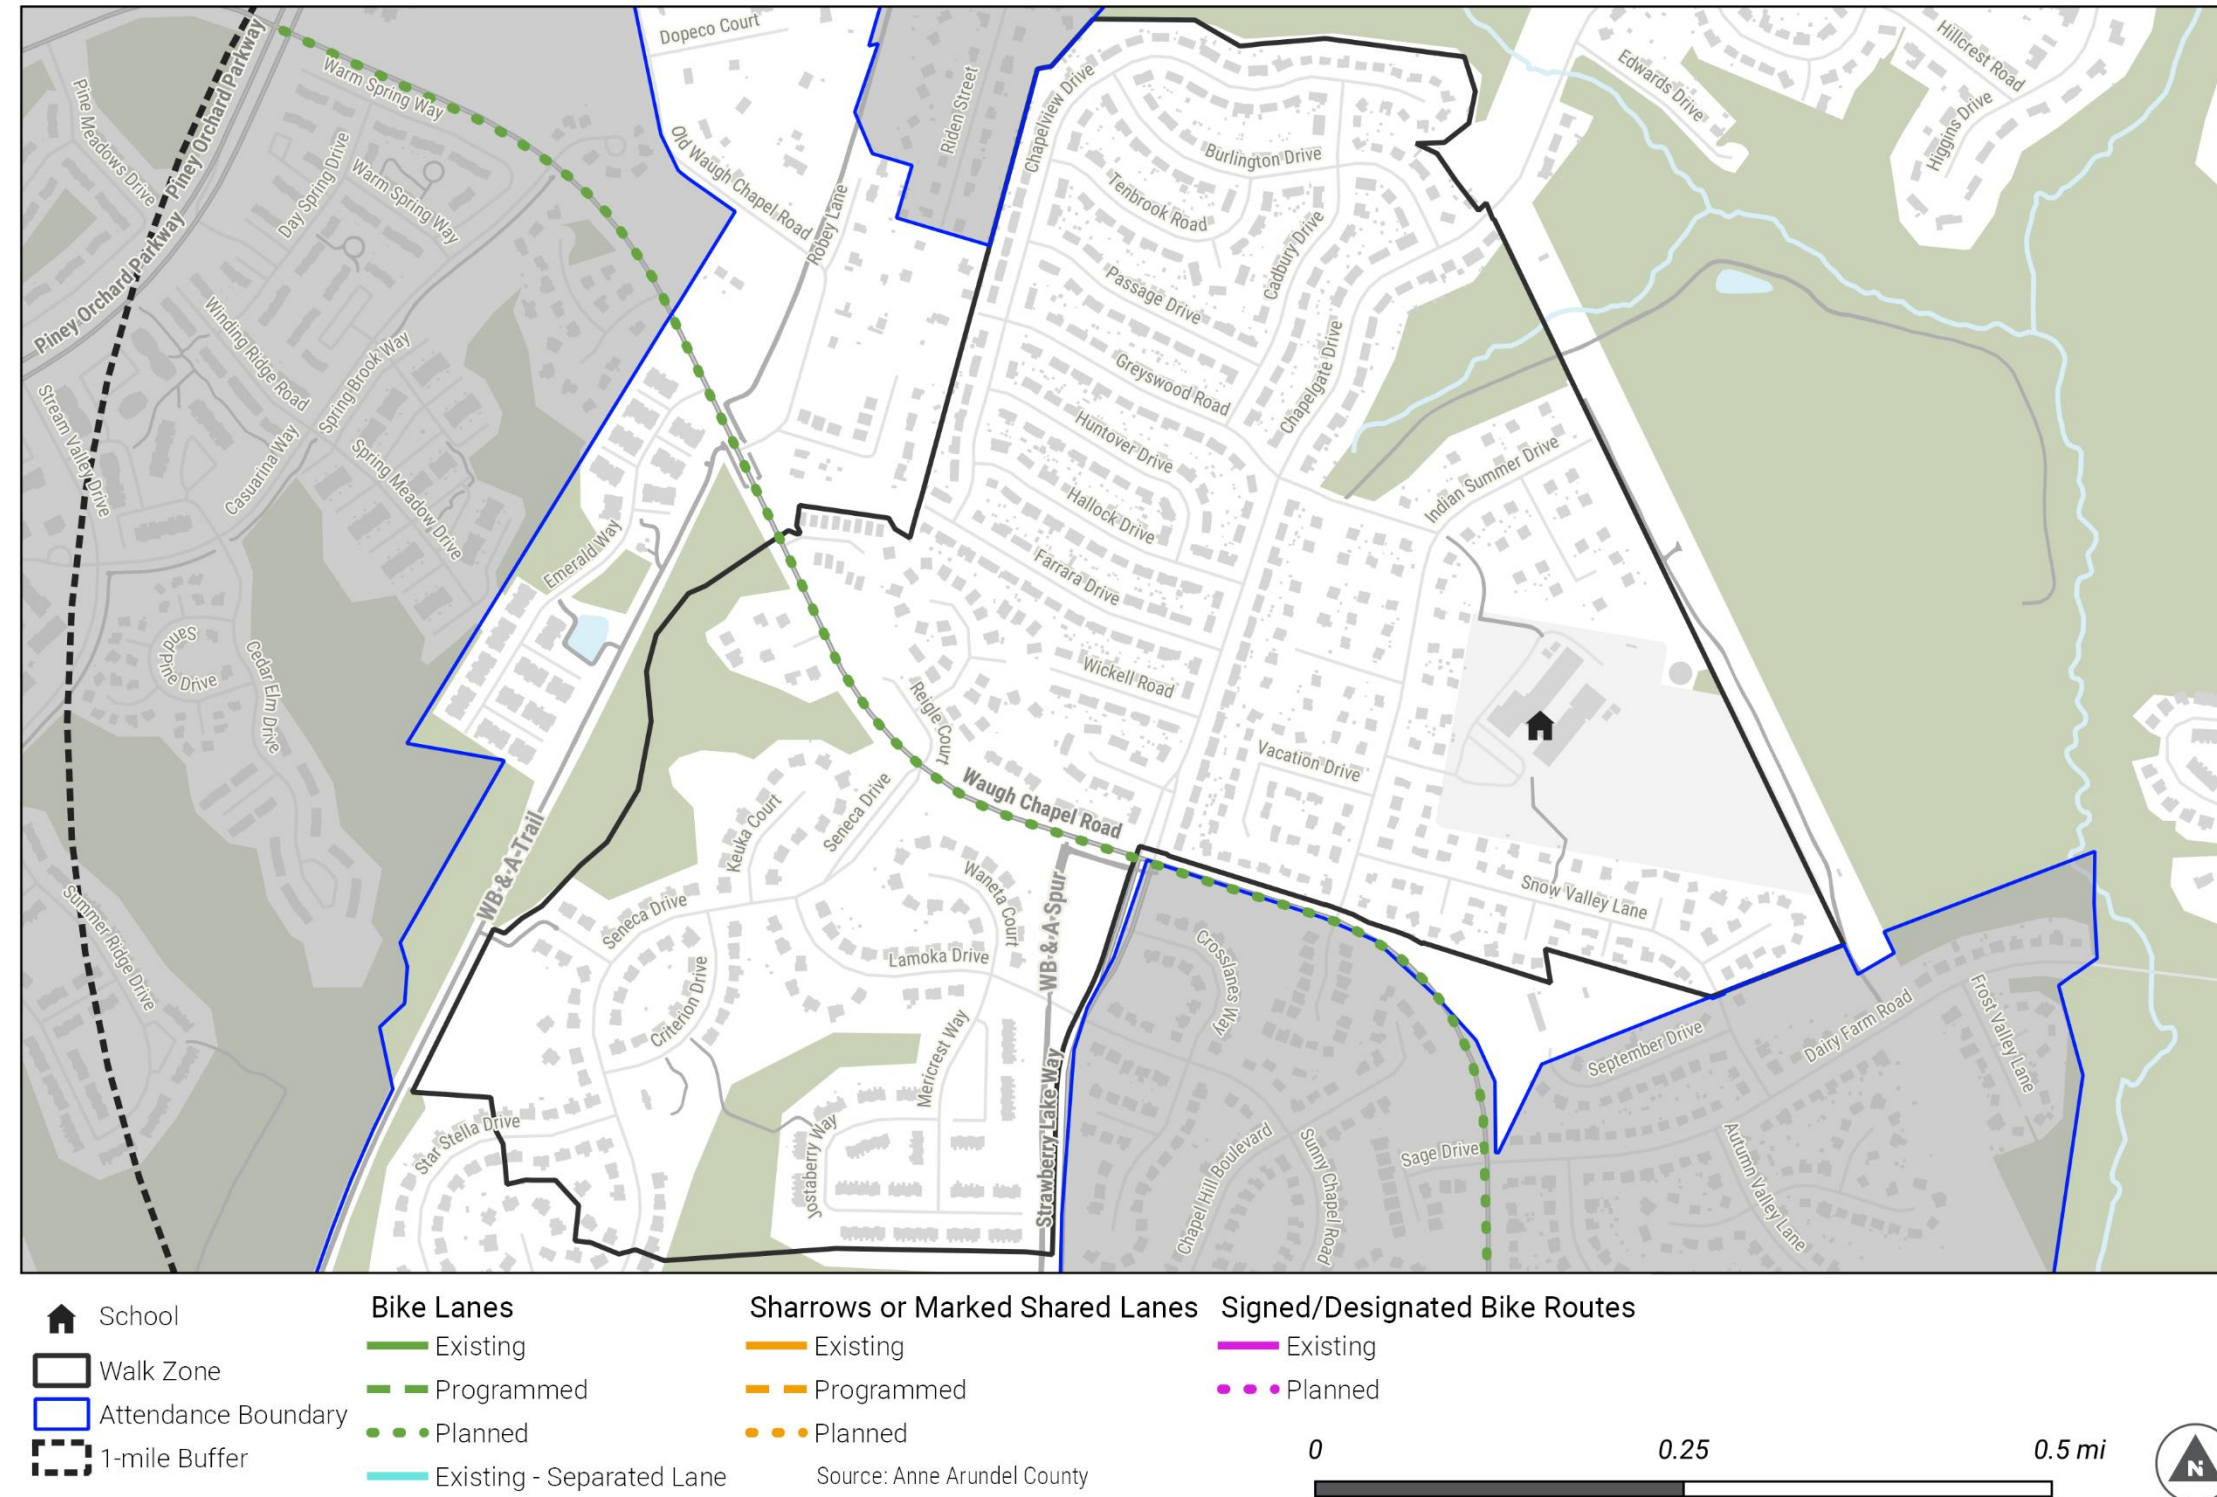 Dopeco Court
Hillcrest Road
Edwards Drive
Higgins Drive
Piney Orchard Parkway
Warm Spring Way
Pine Meadows Drive
Riden Street
Chapelview Drive
Old Waugh Chapel Road
Day Spring Drive
Warm Spring Way
Robey Lane
Burlington Drive
Tenbrook Road
Cadbury Drive
Passage Drive
Piney Orchard Parkway
Winding Ridge Road
Spring Brook Way
Greyswood Road
Chapelgate Drive
Stream Valley Drive
Casuarina Way
Spring Meadow Drive
Huntover Drive
Indian Summer Drive
Hallock Drive
Emerald Way
Farrara Drive
Sandpine Drive
Cedar Elm Drive
Wickell Road
Reigle Court
Vacation Drive
Waugh Chapel Road
Keuka Court
Seneca Drive
WB & A Trail
Waneta Court
WB & A Spur
Snow Valley Lane
Summer Ridge Drive
Seneca Drive
Lamoka Drive
Crosslanes Way
Criterion Drive
Mericrest Way
September Drive
Dairy Farm Road
Frost Valley Lane
Star Stella Drive
Jostaberry Way
Strawberry Lake Way
Chapel Hill Boulevard
Sunny Chapel Road
Sage Drive
Autumn Valley Lane
School
Walk Zone
Attendance Boundary
1-mile Buffer
Bike Lanes
Existing
Programmed
Planned
Existing - Separated Lane
Sharrows or Marked Shared Lanes
Existing
Programmed
Planned
Source: Anne Arundel County
Signed/Designated Bike Routes
Existing
Planned
0
0.25
0.5 mi
N